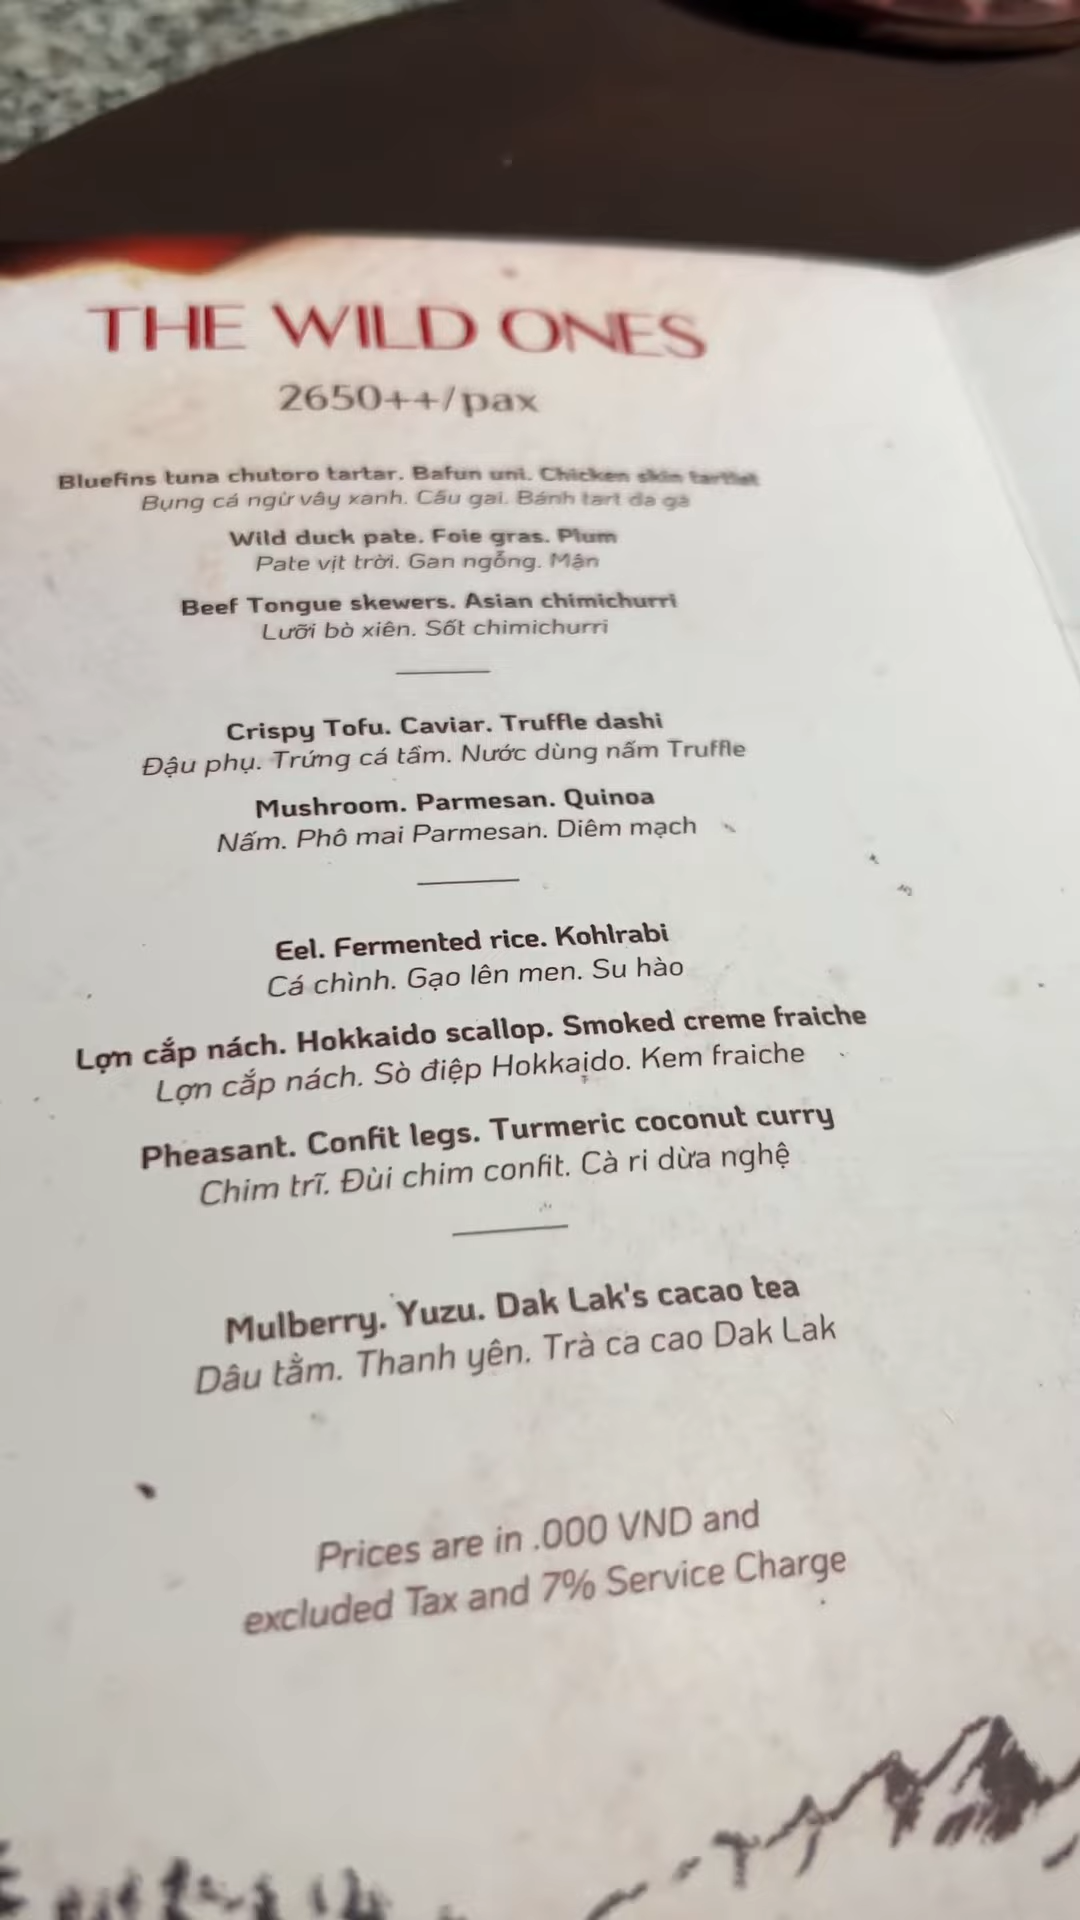 THE WILD ONES
2650++/pax
Bluefins tuna chutoro tartar. Bafun uni. Chicken skin tartlet
Bụng cá ngừ vây xanh. Cầu gai. Bánh tart da gà
Wild duck pate. Foie gras. Plum
Pate vịt trời. Gan ngỗng. Mận
Beef Tongue skewers. Asian chimichurri
Lưỡi bò xiên. Sốt chimichurri
Crispy Tofu. Caviar. Truffle dashi
Đậu phụ. Trứng cá tầm. Nước dùng nấm Truffle
Mushroom. Parmesan. Quinoa
Nấm. Phô mai Parmesan. Diêm mạch
Eel. Fermented rice. Kohlrabi
Cá chình. Gạo lên men. Su hào
Lợn cắp nách. Hokkaido scallop. Smoked creme fraiche
Lợn cắp nách. Sò điệp Hokkaido. Kem fraiche
Pheasant. Confit legs. Turmeric coconut curry
Chim trĩ. Đùi chim confit. Cà ri dừa nghệ
Mulberry. Yuzu. Dak Lak's cacao tea
Dâu tằm. Thanh yên. Trà ca cao Dak Lak
Prices are in .000 VND and
excluded Tax and 7% Service Charge